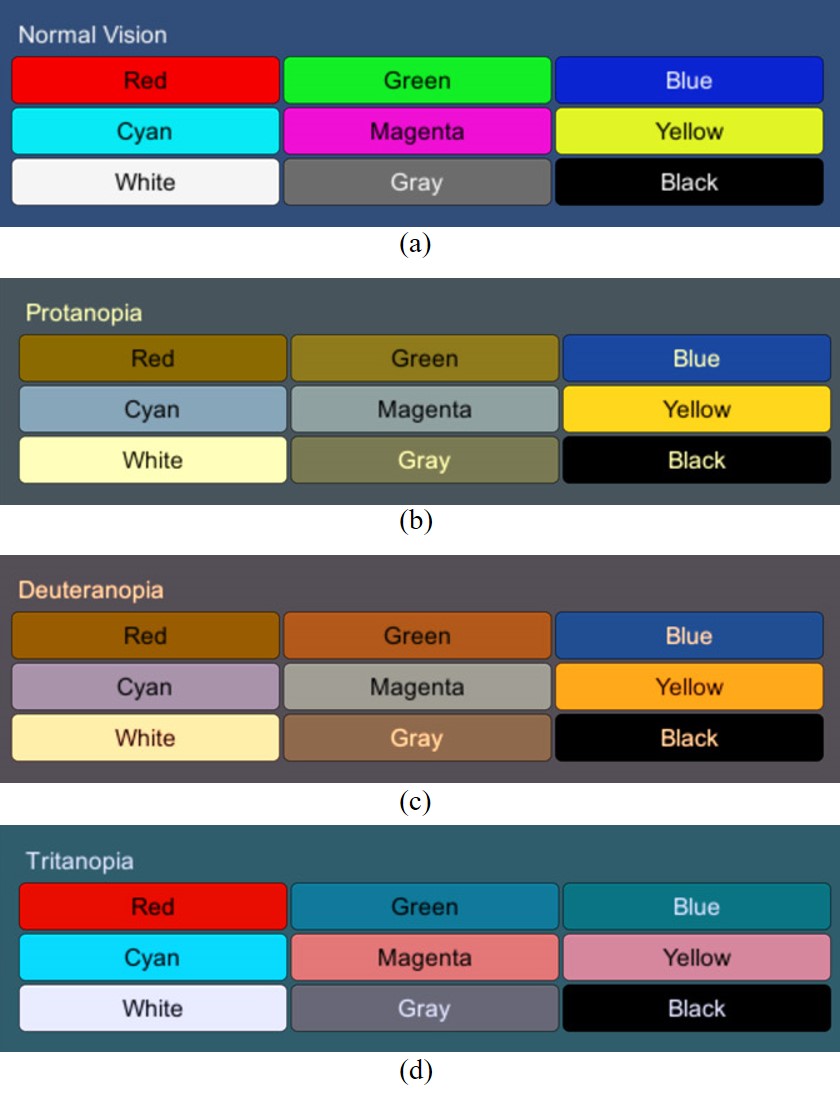 Normal Vision
Red Green Blue
Cyan Magenta Yellow
White Gray Black
(a)
Protanopia
Red Green Blue
Cyan Magenta Yellow
White Gray Black
(b)
Deuteranopia
Red Green Blue
Cyan Magenta Yellow
White Gray Black
(c)
Tritanopia
Red Green Blue
Cyan Magenta Yellow
White Gray Black
(d)